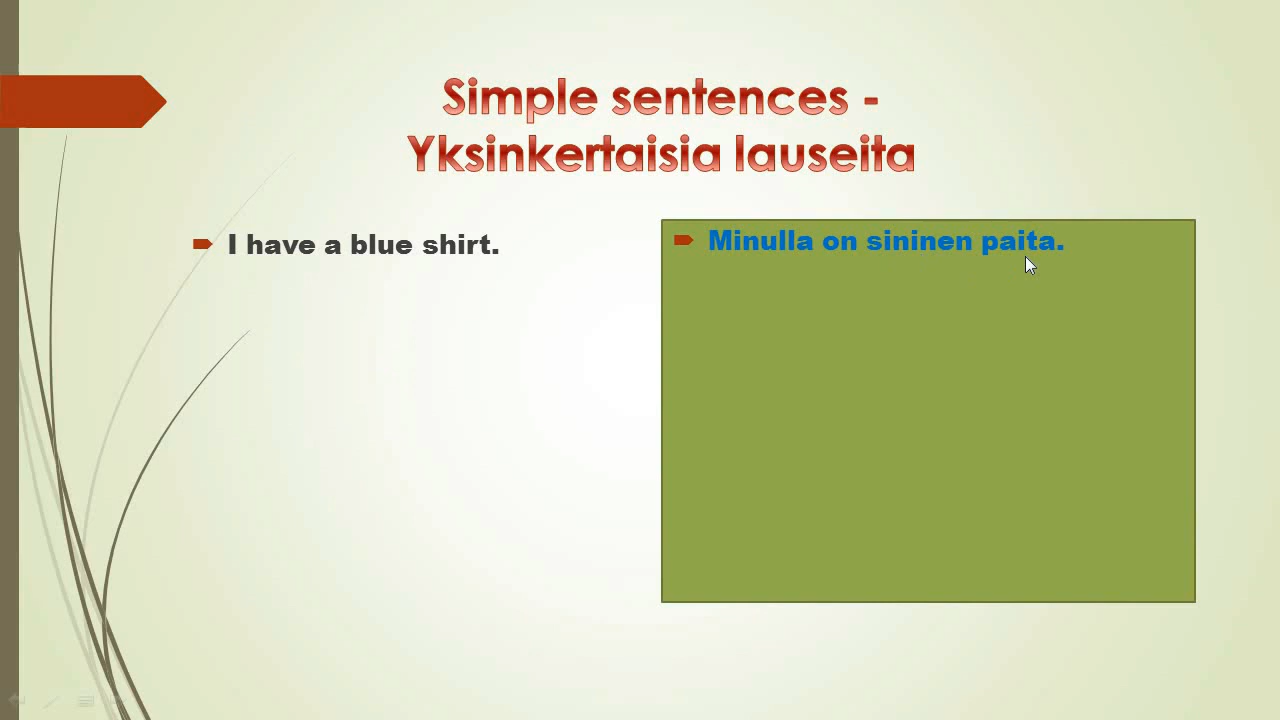 Simple sentences -
Yksinkertaisia lauseita
I have a blue shirt.
Minulla on sininen paita.